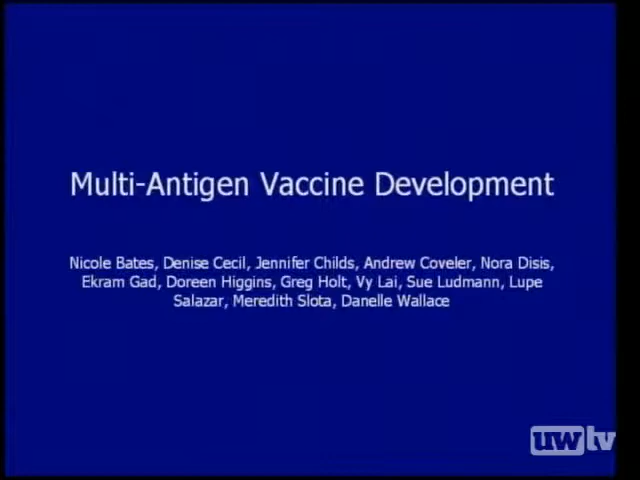 Multi-Antigen Vaccine Development
Nicole Bates, Denise Cecil, Jennifer Childs, Andrew Coveler, Nora Disis,
Ekram Gad, Doreen Higgins, Greg Holt, Vy Lai, Sue Ludmann, Lupe
Salazar, Meredith Slota, Danelle Wallace
uwtv